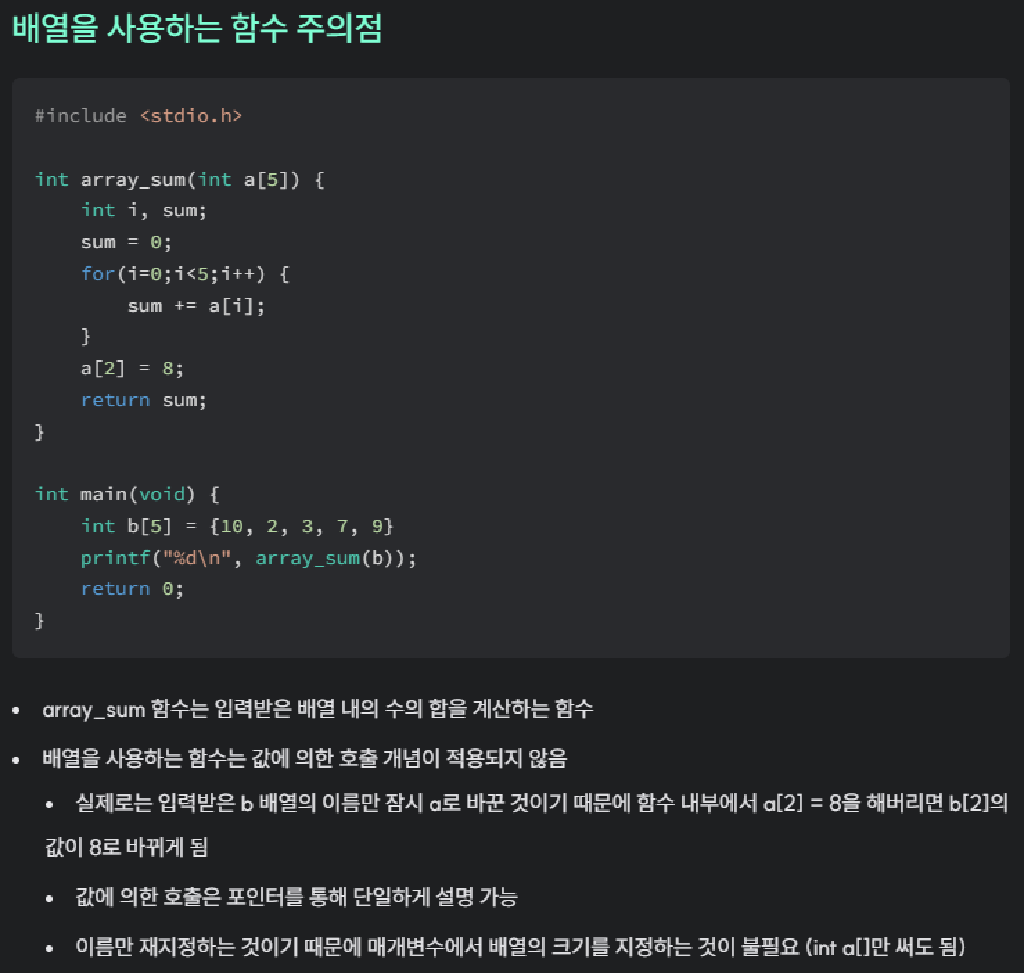 배열을 사용하는 함수 주의점
#include <stdio.h>
int array_sum(int a[5]) {
    int i, sum;
    sum = 0;
    for(i=0;i<5;i++) {
        sum += a[i];
    }
    a[2] = 8;
    return sum;
}
int main(void) {
    int b[5] = {10, 2, 3, 7, 9}
    printf("%d\n", array_sum(b));
    return 0;
}
• array_sum 함수는 입력받은 배열 내의 수의 합을 계산하는 함수
• 배열을 사용하는 함수는 값에 의한 호출 개념이 적용되지 않음
• 실제로는 입력받은 b 배열의 이름만 잠시 a로 바꾼 것이기 때문에 함수 내부에서 a[2] = 8을 해버리면 b[2]의
값이 8로 바뀌게 됨
• 값에 의한 호출은 포인터를 통해 단일하게 설명 가능
• 이름만 재지정하는 것이기 때문에 매개변수에서 배열의 크기를 지정하는 것이 불필요 (int a[]만 써도 됨)